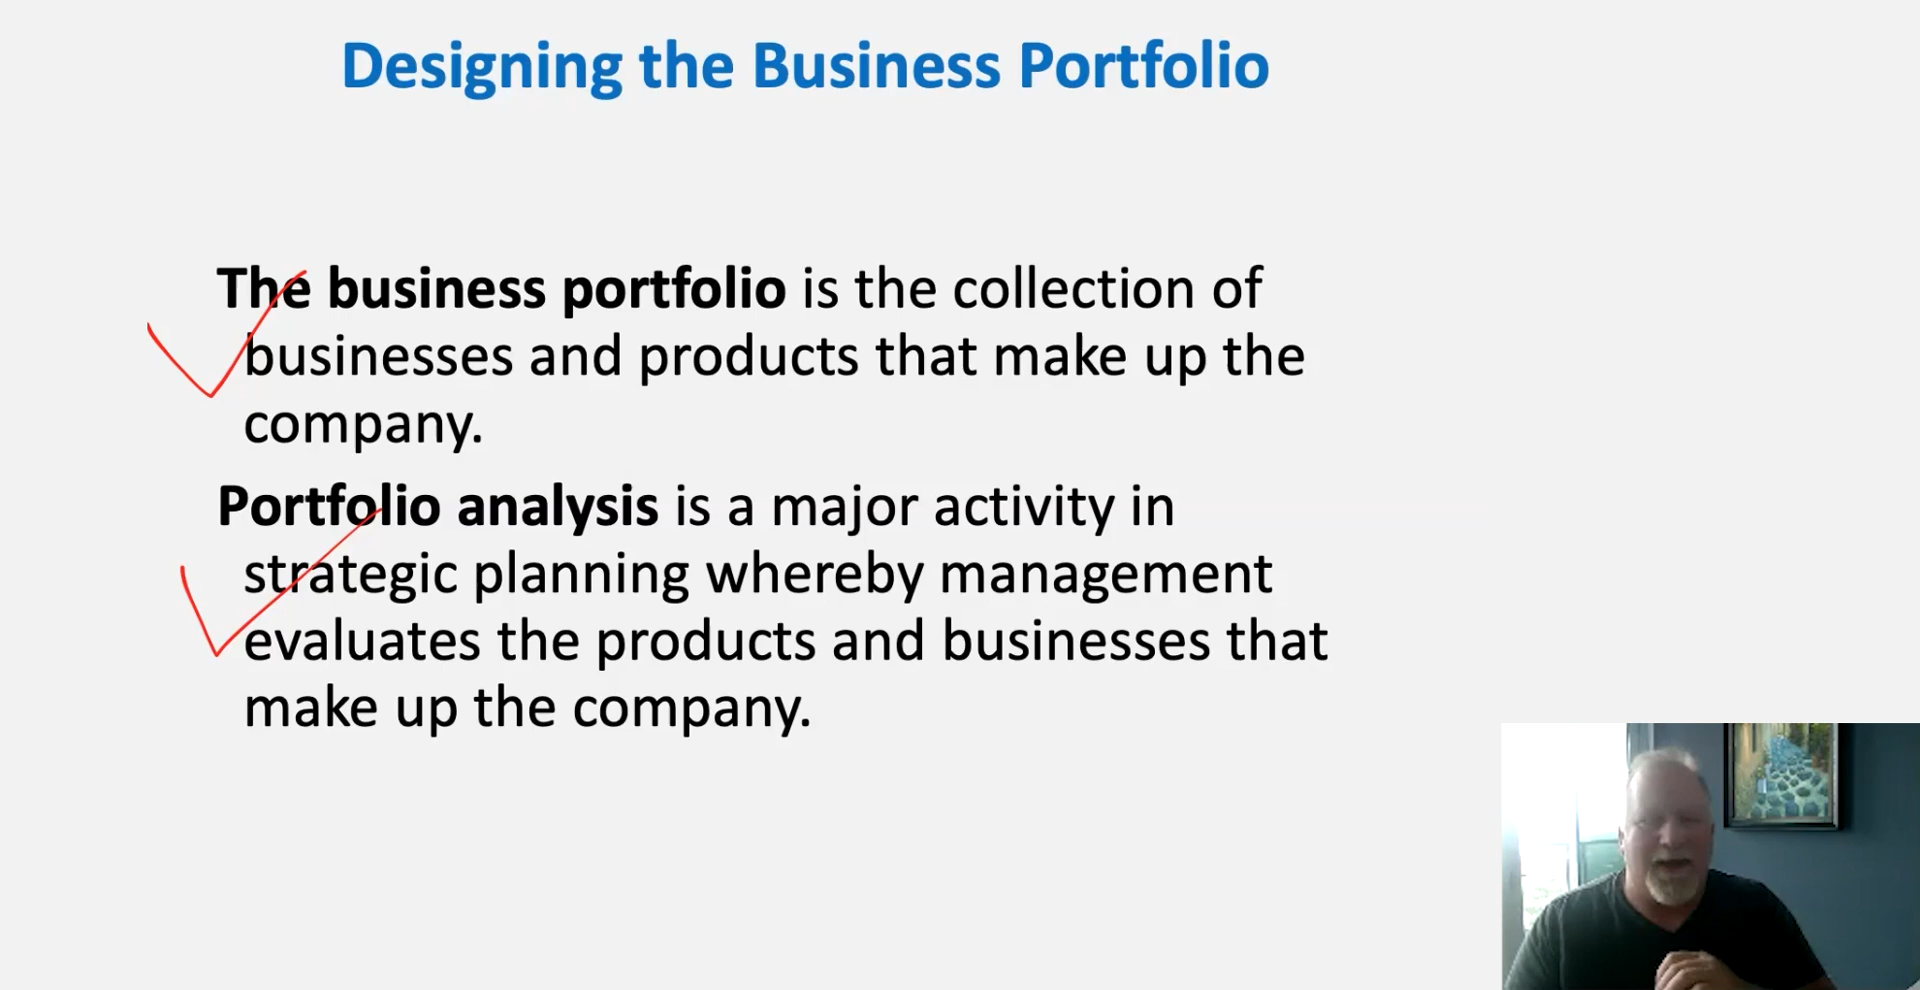 Designing the Business Portfolio
The business portfolio is the collection of
businesses and products that make up the
company.
Portfolio analysis is a major activity in
strategic planning whereby management
evaluates the products and businesses that
make up the company.